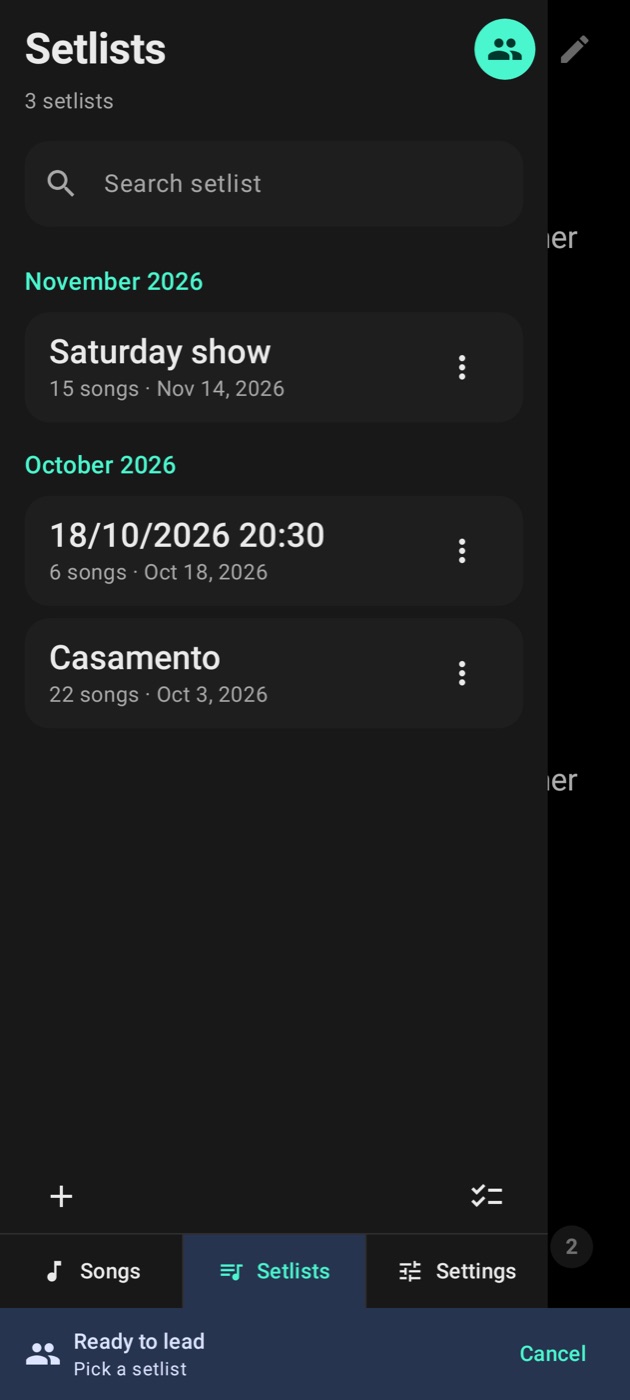 Setlists
3 setlists
Search setlist
November 2026
Saturday show
15 songs · Nov 14, 2026
October 2026
18/10/2026 20:30
6 songs · Oct 18, 2026
Casamento
22 songs · Oct 3, 2026
2
Songs
Setlists
Settings
Ready to lead
Pick a setlist
Cancel